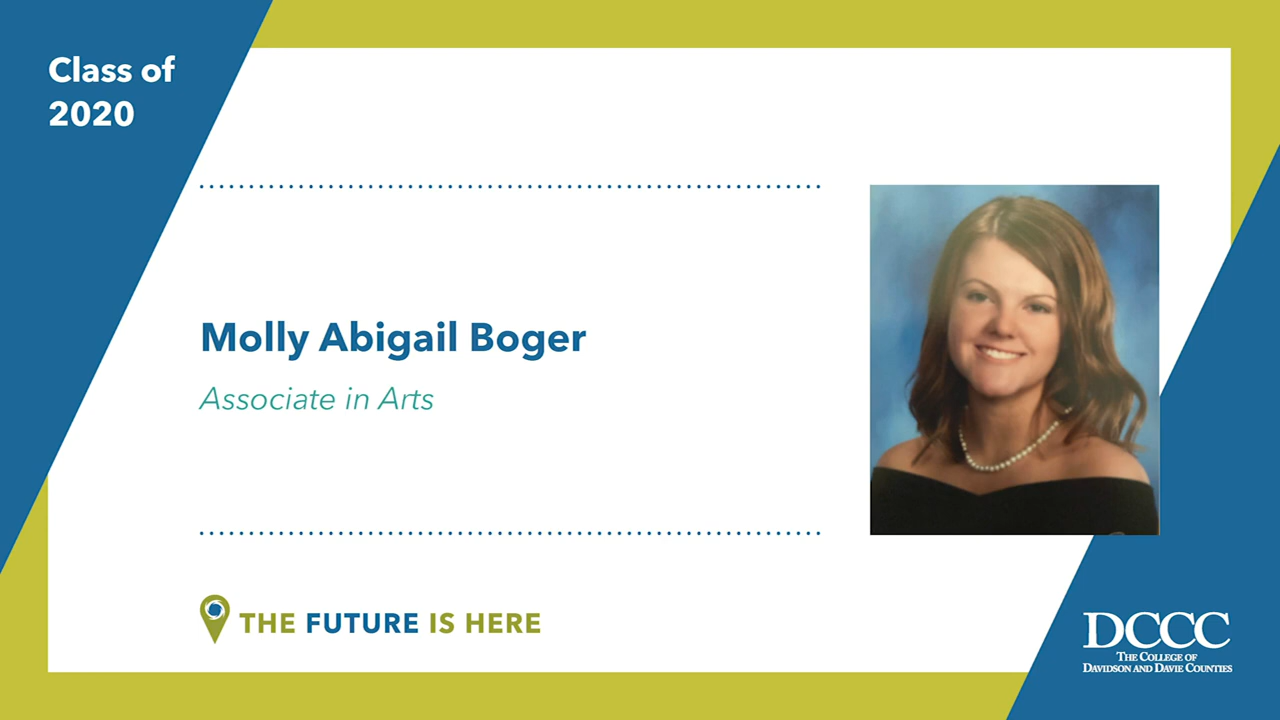 Class of
2020
Molly Abigail Boger
Associate in Arts
THE FUTURE IS HERE
DCCC
THE COLLEGE OF
DAVIDSON AND DAVIE COUNTIES